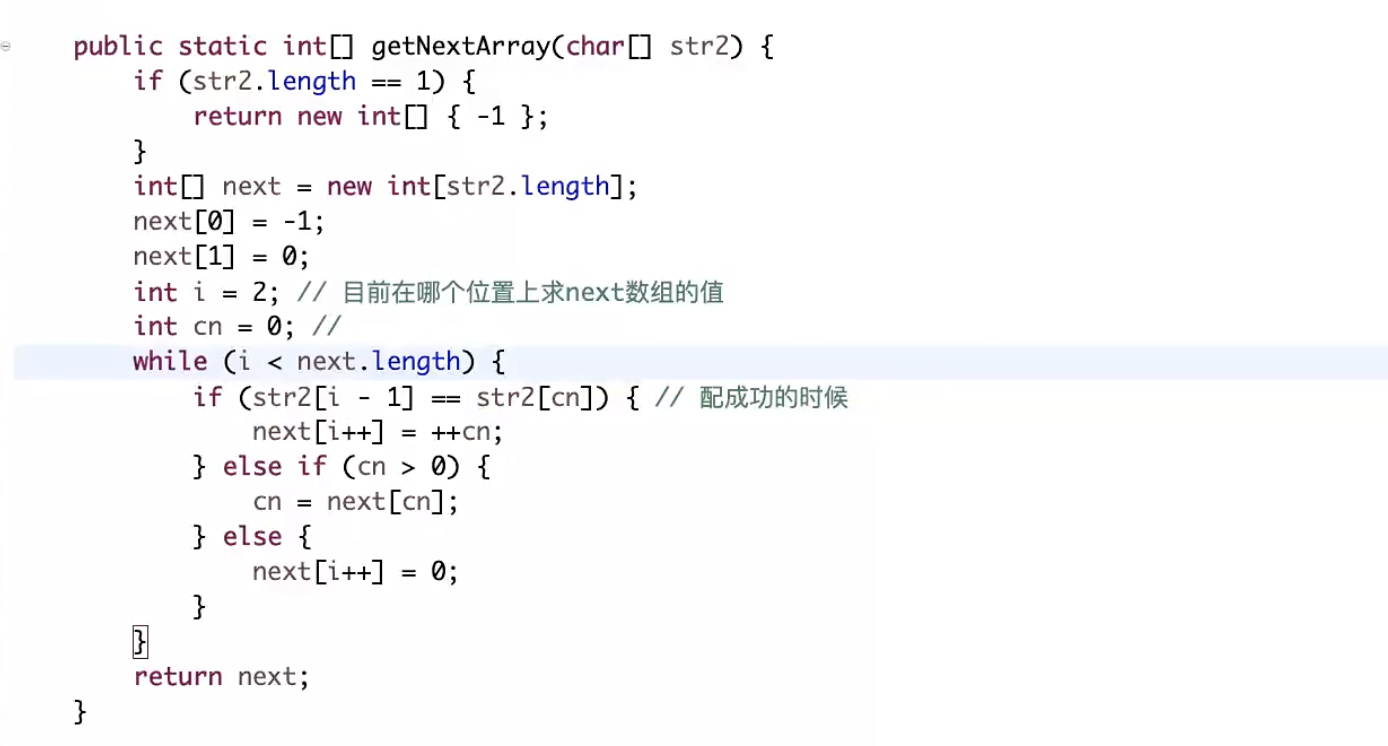 public static int[] getNextArray(char[] str2) {
if (str2.length == 1) {
return new int[] { -1 };
}
int[] next = new int[str2.length];
next[0] = -1;
next[1] = 0;
int i = 2; // 目前在哪个位置上求next数组的值
int cn = 0; //
while (i < next.length) {
if (str2[i - 1] == str2[cn]) { // 配成功的时候
next[i++] = ++cn;
} else if (cn > 0) {
cn = next[cn];
} else {
next[i++] = 0;
}
}
return next;
}